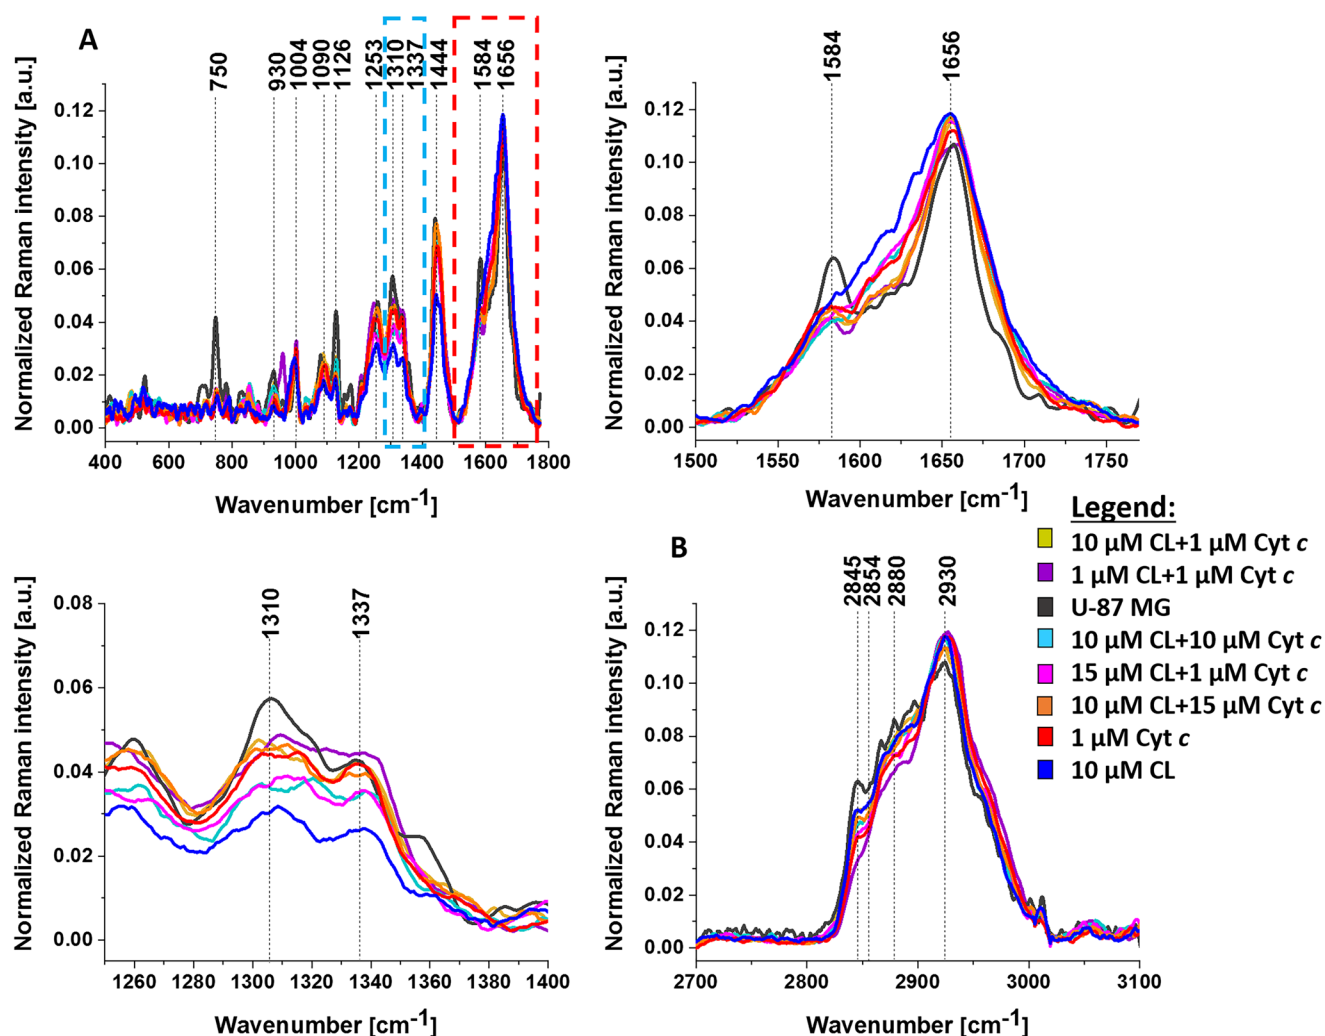 A
750
930
1004
1090
1126
1253
1310
1337
1444
1584
1656
Normalized Raman intensity [a.u.]
0.12
0.10
0.08
0.06
0.04
0.02
0.00
400 600 800 1000 1200 1400 1600 1800
Wavenumber [cm-1]
1584
1656
Normalized Raman intensity [a.u.]
0.12
0.10
0.08
0.06
0.04
0.02
0.00
1500 1550 1600 1650 1700 1750
Wavenumber [cm-1]
Legend:
10 µM CL+1 µM Cyt c
1 µM CL+1 µM Cyt c
U-87 MG
10 µM CL+10 µM Cyt c
15 µM CL+1 µM Cyt c
10 µM CL+15 µM Cyt c
1 µM Cyt c
10 µM CL
1310
1337
Normalized Raman intensity [a.u.]
0.08
0.06
0.04
0.02
0.00
1260 1280 1300 1320 1340 1360 1380 1400
Wavenumber [cm-1]
B
2845
2854
2880
2930
Normalized Raman intensity [a.u.]
0.12
0.10
0.08
0.06
0.04
0.02
0.00
2700 2800 2900 3000 3100
Wavenumber [cm-1]